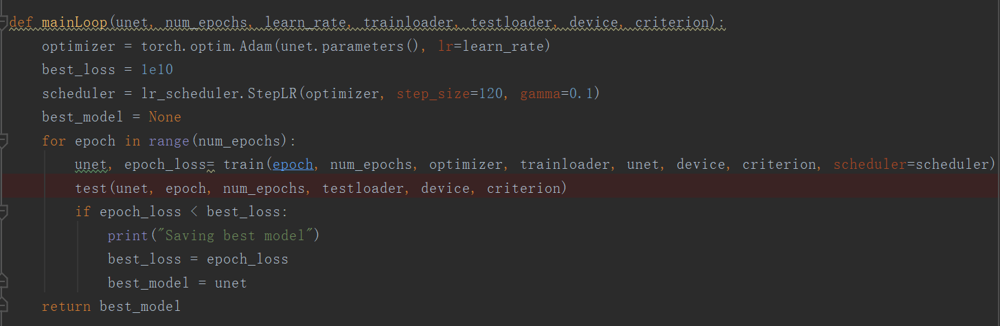 def mainLoop(unet, num_epochs, learn_rate, trainloader, testloader, device, criterion):
    optimizer = torch.optim.Adam(unet.parameters(), lr=learn_rate)
    best_loss = 1e10
    scheduler = lr_scheduler.StepLR(optimizer, step_size=120, gamma=0.1)
    best_model = None
    for epoch in range(num_epochs):
        unet, epoch_loss= train(epoch, num_epochs, optimizer, trainloader, unet, device, criterion, scheduler=scheduler)
        test(unet, epoch, num_epochs, testloader, device, criterion)
        if epoch_loss < best_loss:
            print("Saving best model")
            best_loss = epoch_loss
            best_model = unet
    return best_model